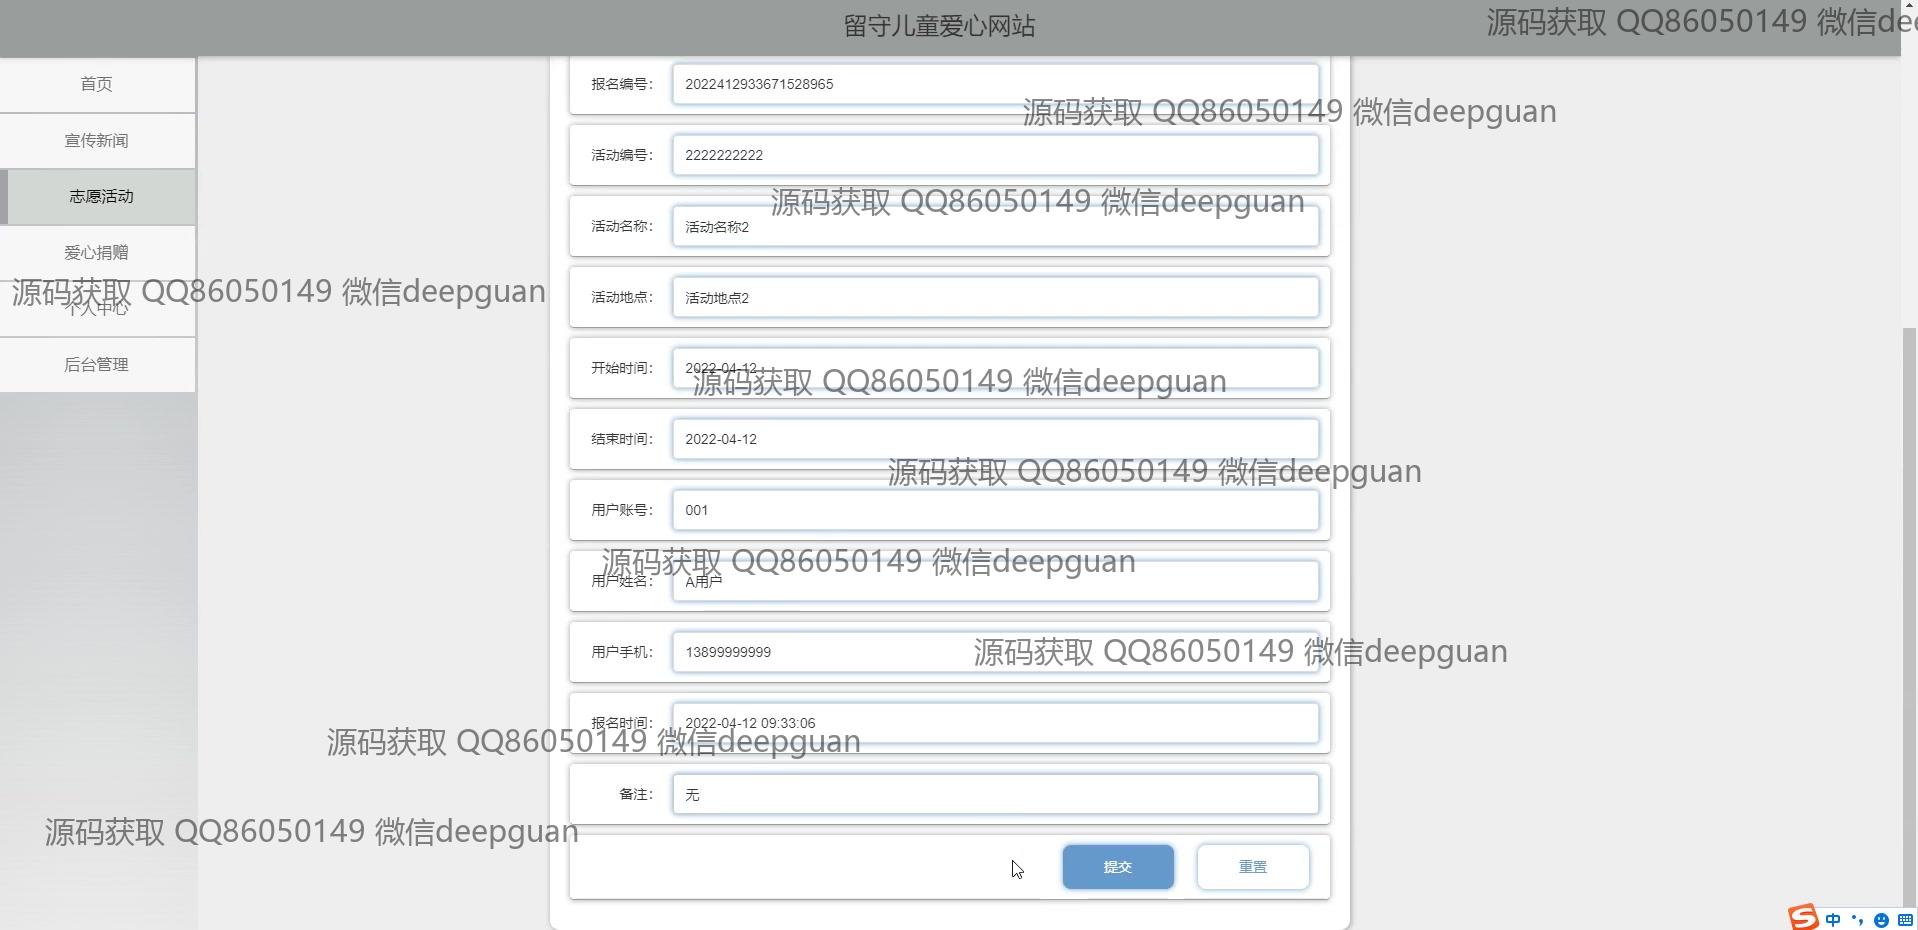 留守儿童爱心网站
源码获取 QQ86050149 微信dee
首页
宣传新闻
志愿活动
爱心捐赠
个人中心
后台管理
报名编号： 2022412933671528965
源码获取 QQ86050149 微信deepguan
活动编号： 2222222222
源码获取 QQ86050149 微信deepguan
活动名称： 活动名称2
源码获取 QQ86050149 微信deepguan
活动地点： 活动地点2
开始时间： 2022-04-12
源码获取 QQ86050149 微信deepguan
结束时间： 2022-04-12
源码获取 QQ86050149 微信deepguan
用户账号： 001
源码获取 QQ86050149 微信deepguan
用户姓名： A用户
用户手机： 13899999999
源码获取 QQ86050149 微信deepguan
报名时间： 2022-04-12 09:33:06
源码获取 QQ86050149 微信deepguan
备注： 无
源码获取 QQ86050149 微信deepguan
提交 重置
S 中